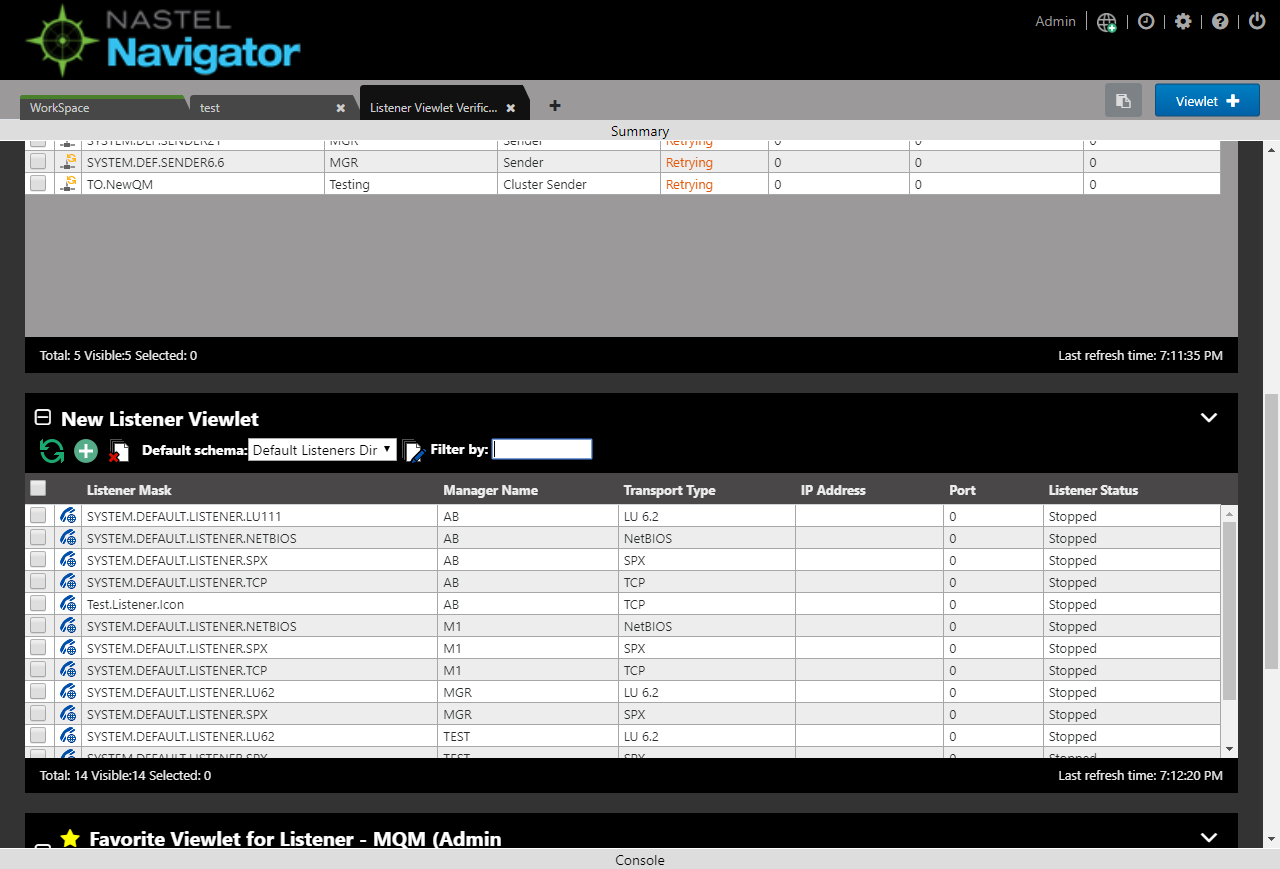 NASTEL
Navigator
Admin
WorkSpace
test
Listener Viewlet Verific...
Viewlet
Summary
SYSTEM.DEF.SENDER21 MGR Sender Retrying 0 0 0
SYSTEM.DEF.SENDER6.6 MGR Sender Retrying 0 0 0
TO.NewQM Testing Cluster Sender Retrying 0 0 0
Total: 5 Visible:5 Selected: 0 Last refresh time: 7:11:35 PM
New Listener Viewlet
Default schema: Default Listeners Dir Filter by:
Listener Mask Manager Name Transport Type IP Address Port Listener Status
SYSTEM.DEFAULT.LISTENER.LU111 AB LU 6.2 0 Stopped
SYSTEM.DEFAULT.LISTENER.NETBIOS AB NetBIOS 0 Stopped
SYSTEM.DEFAULT.LISTENER.SPX AB SPX 0 Stopped
SYSTEM.DEFAULT.LISTENER.TCP AB TCP 0 Stopped
Test.Listener.Icon AB TCP 0 Stopped
SYSTEM.DEFAULT.LISTENER.NETBIOS M1 NetBIOS 0 Stopped
SYSTEM.DEFAULT.LISTENER.SPX M1 SPX 0 Stopped
SYSTEM.DEFAULT.LISTENER.TCP M1 TCP 0 Stopped
SYSTEM.DEFAULT.LISTENER.LU62 MGR LU 6.2 0 Stopped
SYSTEM.DEFAULT.LISTENER.SPX MGR SPX 0 Stopped
SYSTEM.DEFAULT.LISTENER.LU62 TEST LU 6.2 0 Stopped
SYSTEM.DEFAULT.LISTENER.SPX TEST SPX 0 Stopped
Total: 14 Visible:14 Selected: 0 Last refresh time: 7:12:20 PM
Favorite Viewlet for Listener - MQM (Admin
Console